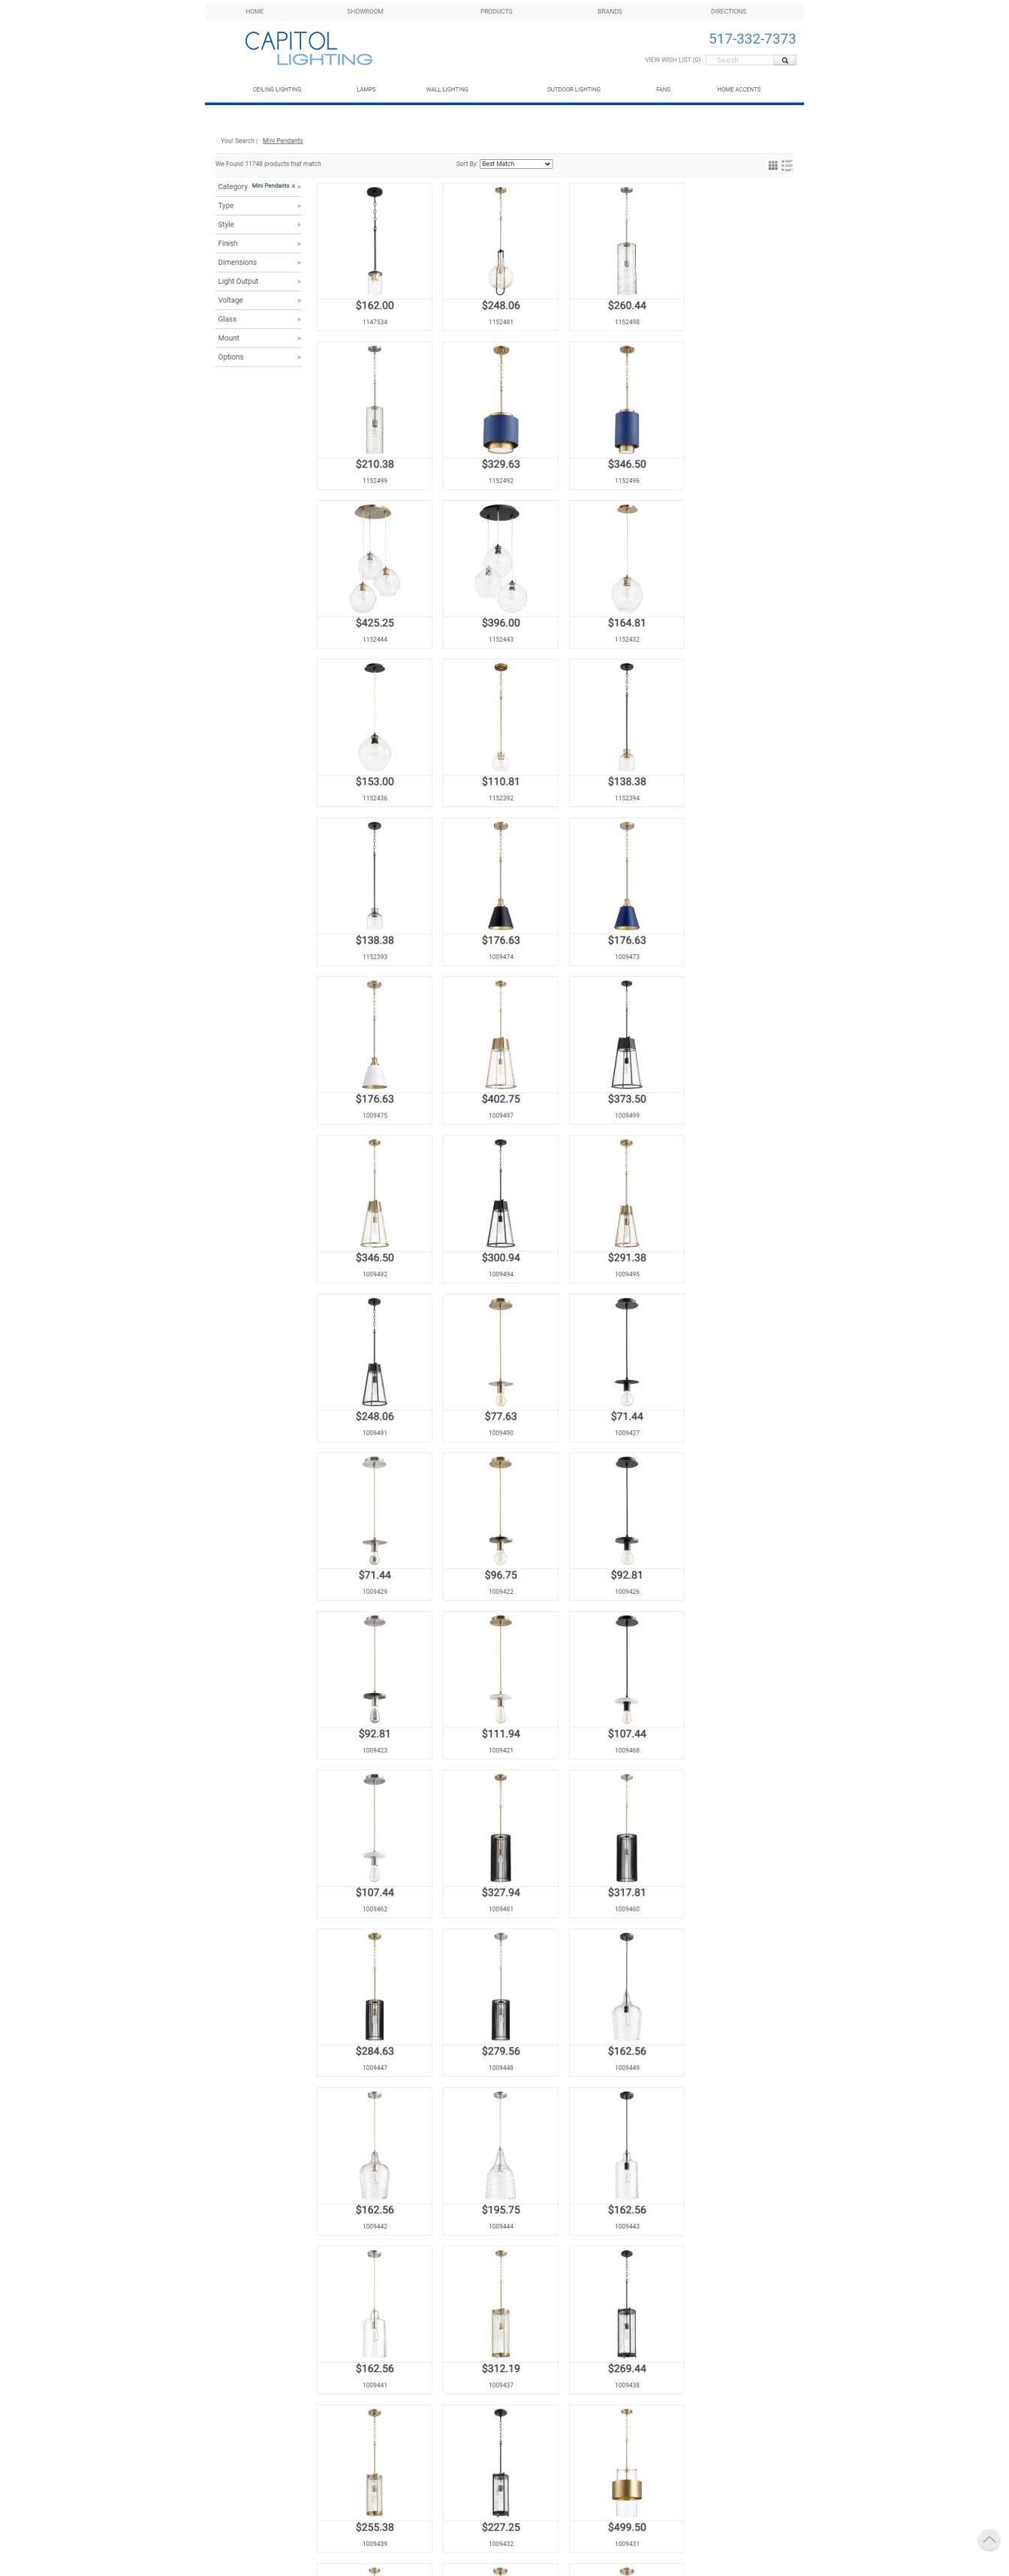 HOME SHOWROOM PRODUCTS BRANDS DIRECTIONS
CAPITOL
LIGHTING
517-332-7373
VIEW WISH LIST (0) Search
CEILING LIGHTING LAMPS WALL LIGHTING OUTDOOR LIGHTING FANS HOME ACCENTS
Your Search | Mini Pendants
We Found 11748 products that match Sort By: Best Match
Category Mini Pendants x
Type
Style
Finish
Dimensions
Light Output
Voltage
Glass
Mount
Options
$162.00 $248.06 $260.44
1147534 1152481 1152498
$210.38 $329.63 $346.50
1152499 1152492 1152496
$425.25 $396.00 $164.81
1152444 1152443 1152432
$153.00 $110.81 $138.38
1152436 1152392 1152394
$138.38 $176.63 $176.63
1152393 1009474 1009473
$176.63 $402.75 $373.50
1009475 1009497 1009499
$346.50 $300.94 $291.38
1009492 1009494 1009495
$248.06 $77.63 $71.44
1009491 1009490 1009427
$71.44 $96.75 $92.81
1009429 1009422 1009426
$92.81 $111.94 $107.44
1009423 1009421 1009468
$107.44 $327.94 $317.81
1009462 1009461 1009460
$284.63 $279.56 $162.56
1009447 1009448 1009449
$162.56 $195.75 $162.56
1009442 1009444 1009443
$162.56 $312.19 $269.44
1009441 1009437 1009438
$255.38 $227.25 $499.50
1009439 1009432 1009431